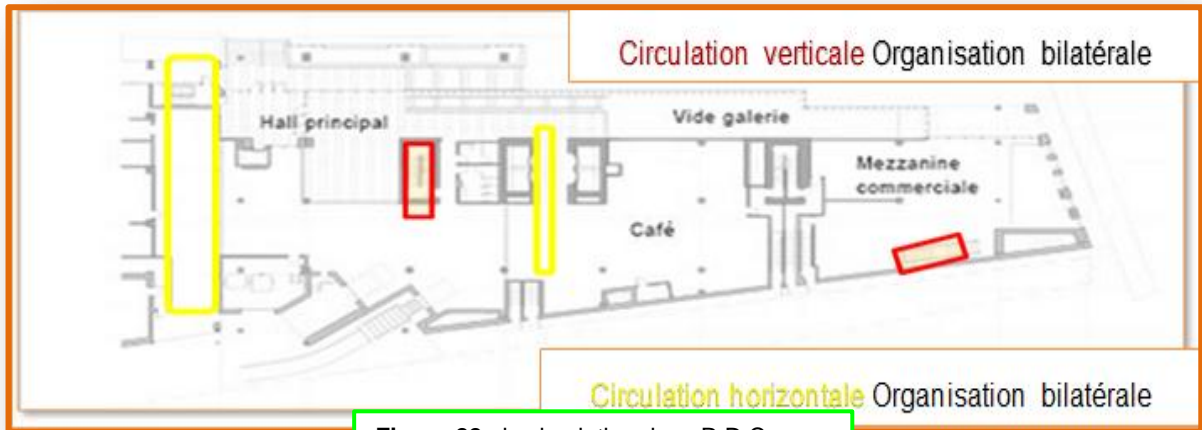 Circulation verticale Organisation bilatérale
Hall principal
Vide galerie
Mezzanine
commerciale
Café
Circulation horizontale Organisation bilatérale